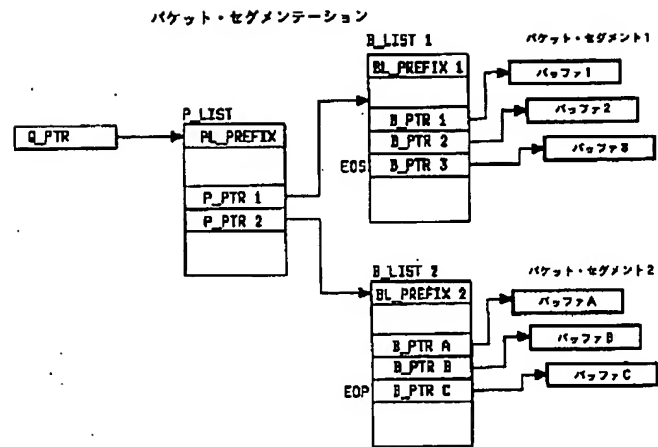 パケット・セグメンテーション
B_LIST 1
パケット・セグメント1
BL_PREFIX 1
バッファ1
P_LIST
Q_PTR
PL_PREFIX
B_PTR 1
バッファ2
B_PTR 2
EOS
B_PTR 3
バッファ3
P_PTR 1
P_PTR 2
B_LIST 2
パケット・セグメント2
BL_PREFIX 2
バッファA
B_PTR A
バッファB
B_PTR B
EOP
B_PTR C
バッファC